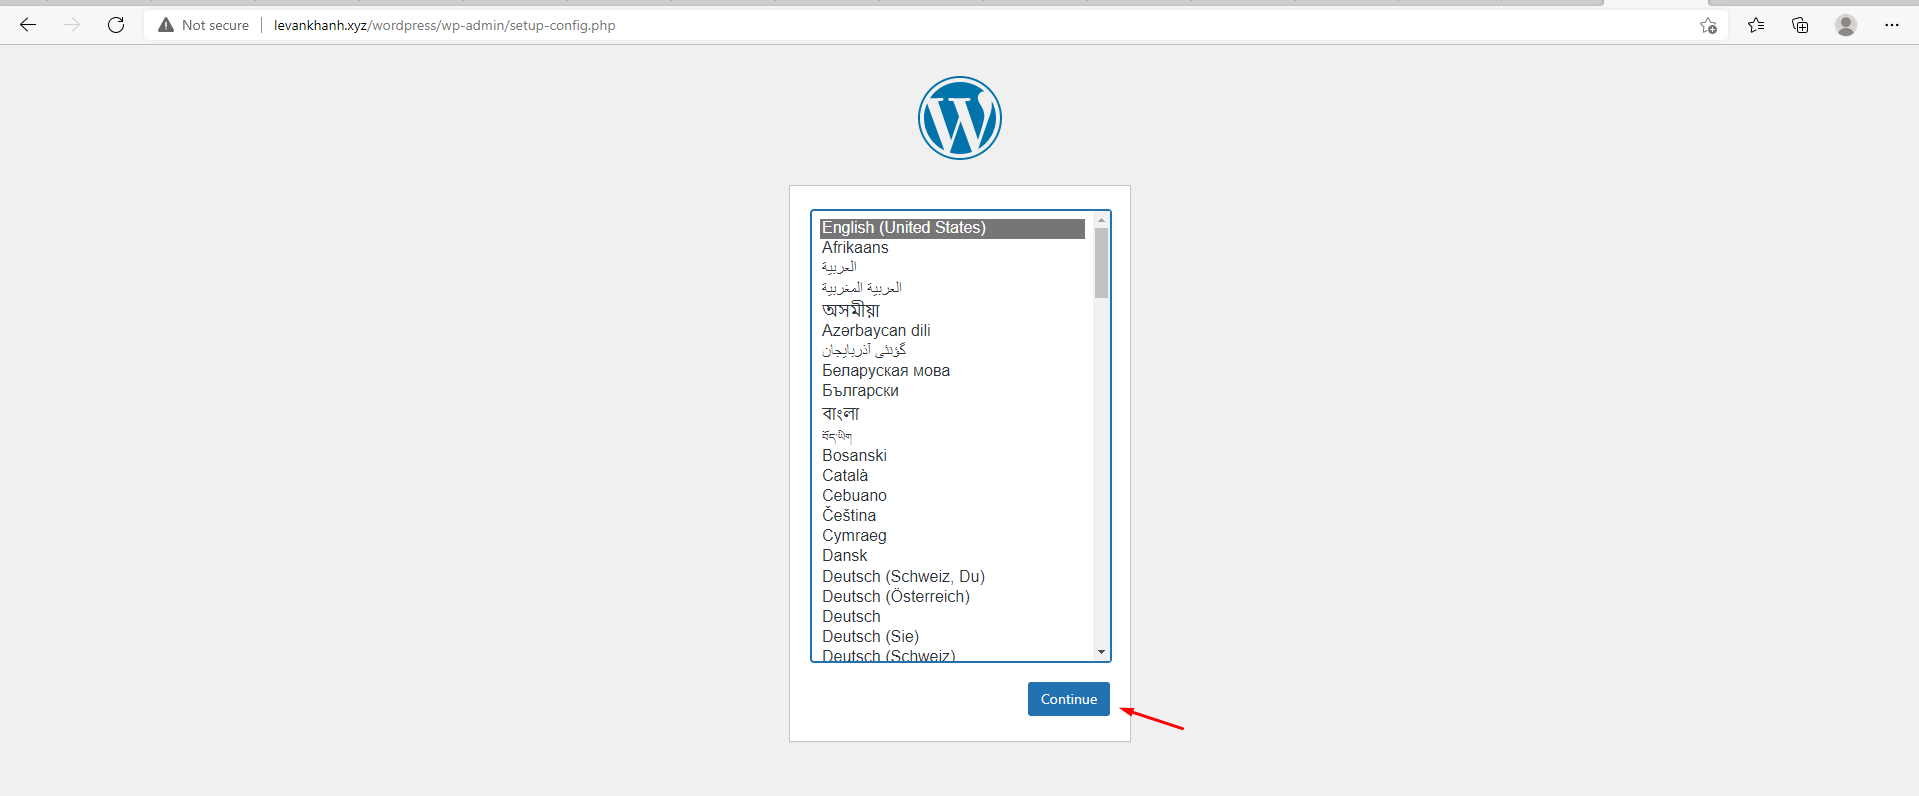 Not secure levankhanh.xyz/wordpress/wp-admin/setup-config.php
English (United States)
Afrikaans
العربية
العربية المغربية
অসমীয়া
Azərbaycan dili
گؤنئی آذربایجان
Беларуская мова
Български
বাংলা
བོད་ཡིག
Bosanski
Català
Cebuano
Čeština
Cymraeg
Dansk
Deutsch (Schweiz, Du)
Deutsch (Österreich)
Deutsch
Deutsch (Sie)
Deutsch (Schweiz)
Continue